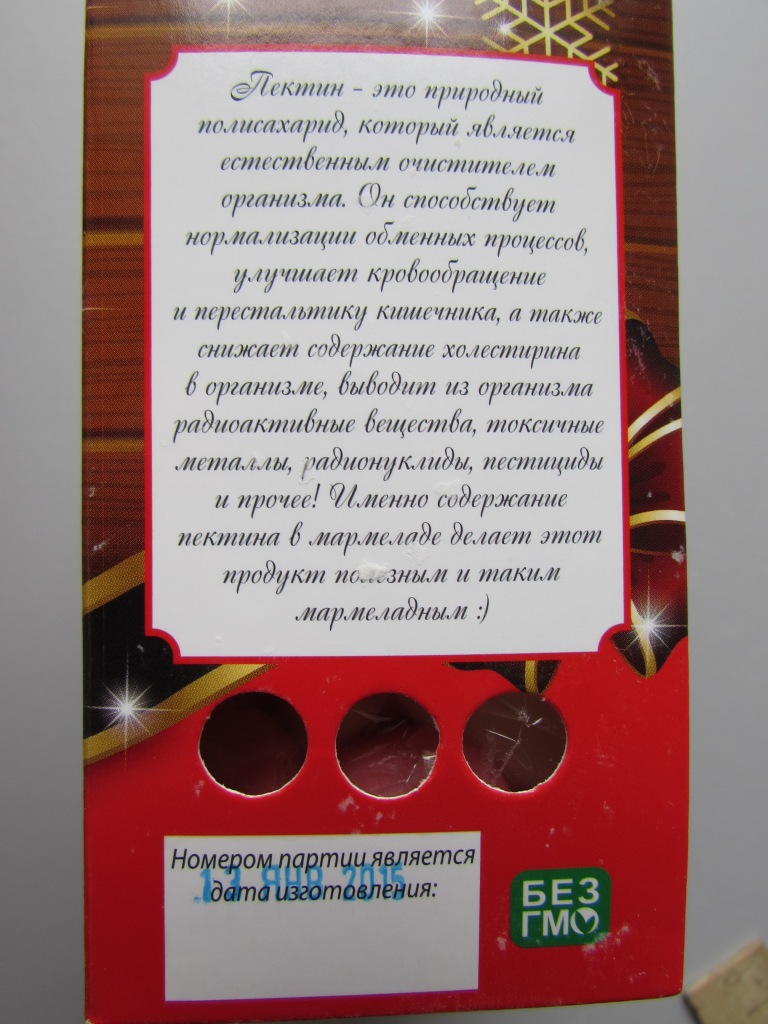 Пектин - это природный
полисахарид, который является
естественным очистителем
организма. Он способствует
нормализации обменных процессов,
улучшает кровообращение
и перестальтику кишечника, а также
снижает содержание холестирина
в организме, выводит из организма
радиоактивные вещества, токсичные
металлы, радионуклиды, пестициды
и прочее! Именно содержание
пектина в мармеладе делает этот
продукт полезным и таким
мармеладным :)
Номером партии является
дата изготовления:
ЯНВ
БЕЗ
ГМО